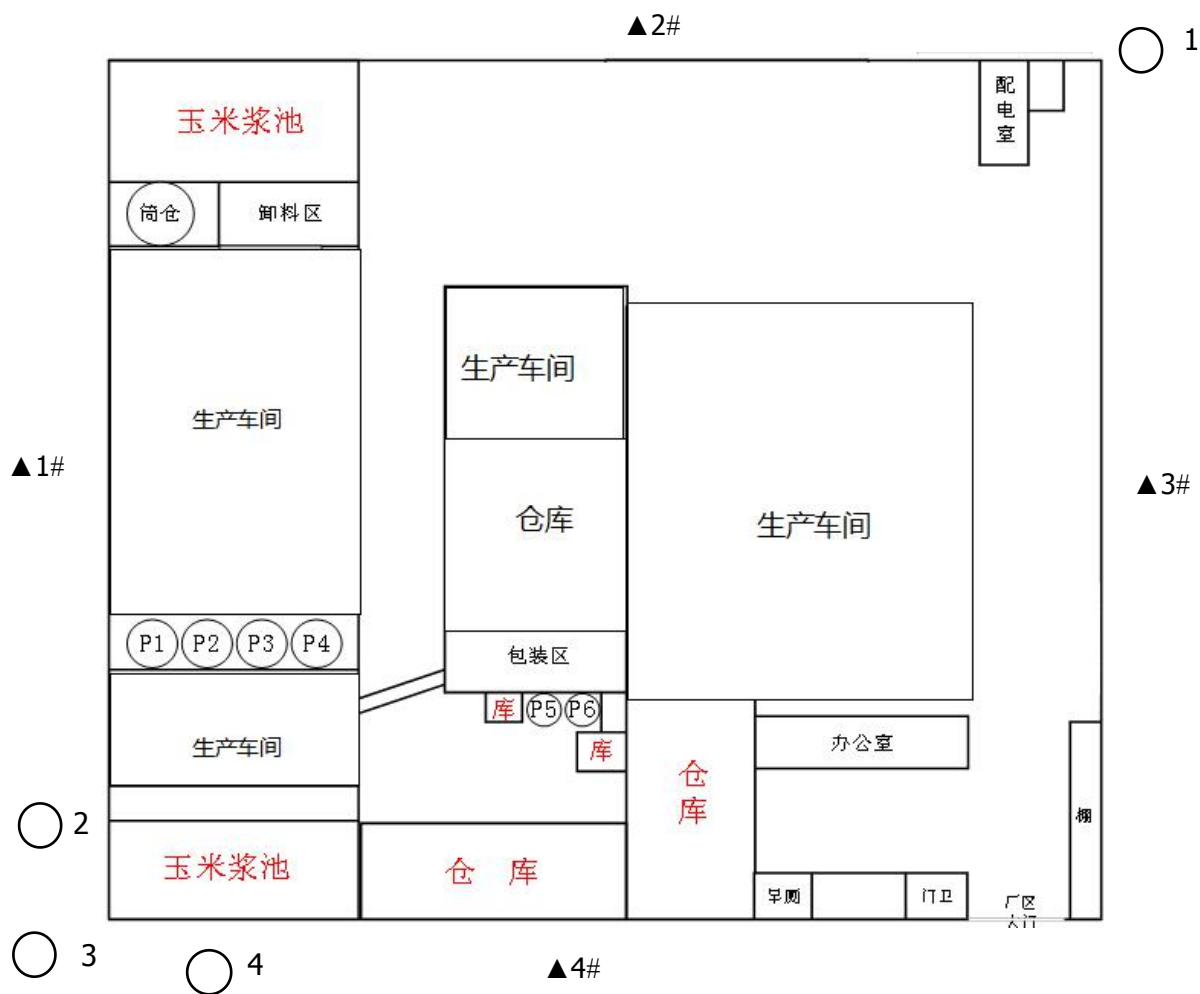 ▲2#
1
玉米浆池
配电室
筒仓
卸料区
生产车间
生产车间
▲1#
仓库
▲3#
生产车间
P1
P2
P3
P4
包装区
库
P5
P6
生产车间
库
办公室
仓库
棚
2
玉米浆池
仓 库
旱厕
门卫
厂区
大门
3
4
▲4#